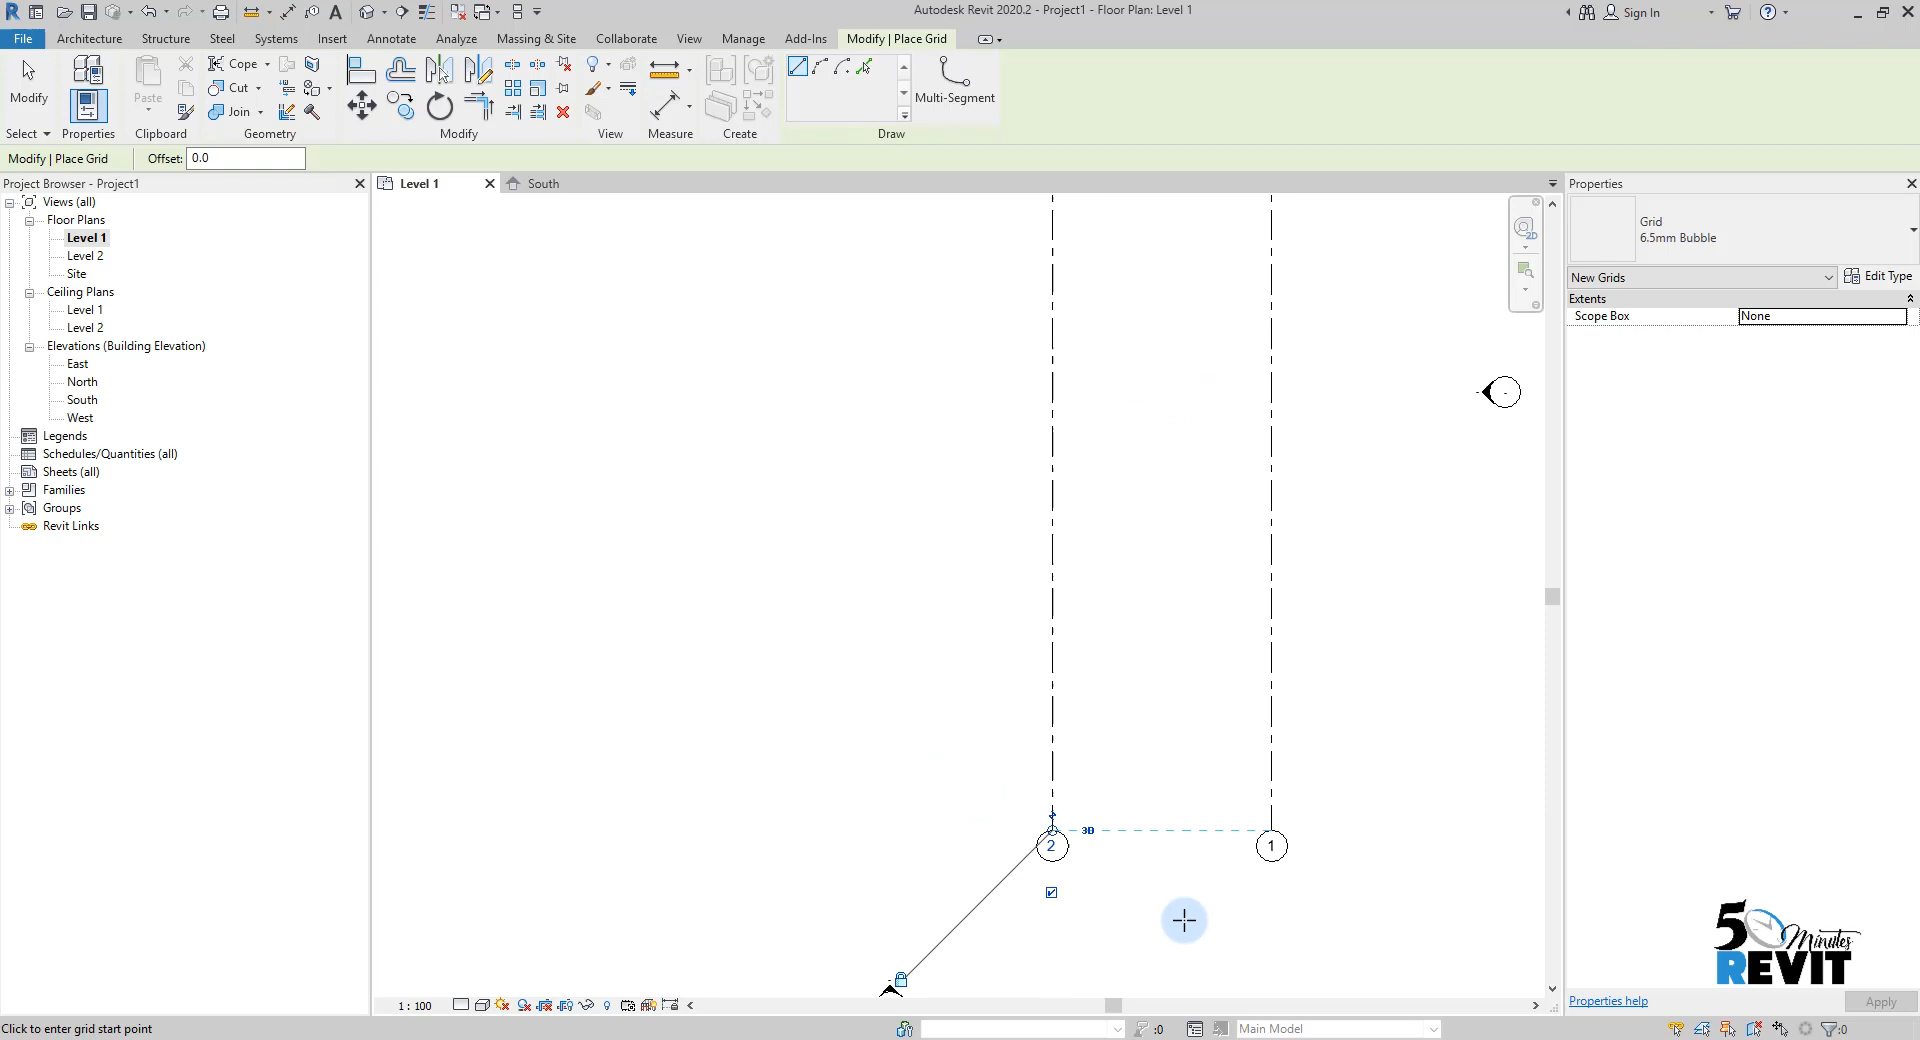 Autodesk Revit 2020.2 - Project1 - Floor Plan: Level 1
Sign In
File Architecture Structure Steel Systems Insert Annotate Analyze Massing & Site Collaborate View Manage Add-Ins Modify | Place Grid
Cope
Cut
Join
Modify
Paste
Multi-Segment
Select Properties Clipboard Geometry Modify View Measure Create Draw
Modify | Place Grid Offset: 0.0
Project Browser - Project1
Views (all)
Floor Plans
Level 1
Level 2
Site
Ceiling Plans
Level 1
Level 2
Elevations (Building Elevation)
East
North
South
West
Legends
Schedules/Quantities (all)
Sheets (all)
Families
Groups
Revit Links
Level 1
South
2D
3D
2
1
1 : 100
Properties
Grid
6.5mm Bubble
New Grids
Edit Type
Extents
Scope Box None
5 Minutes
REVIT
Properties help
Apply
Click to enter grid start point
:0
Main Model
:0